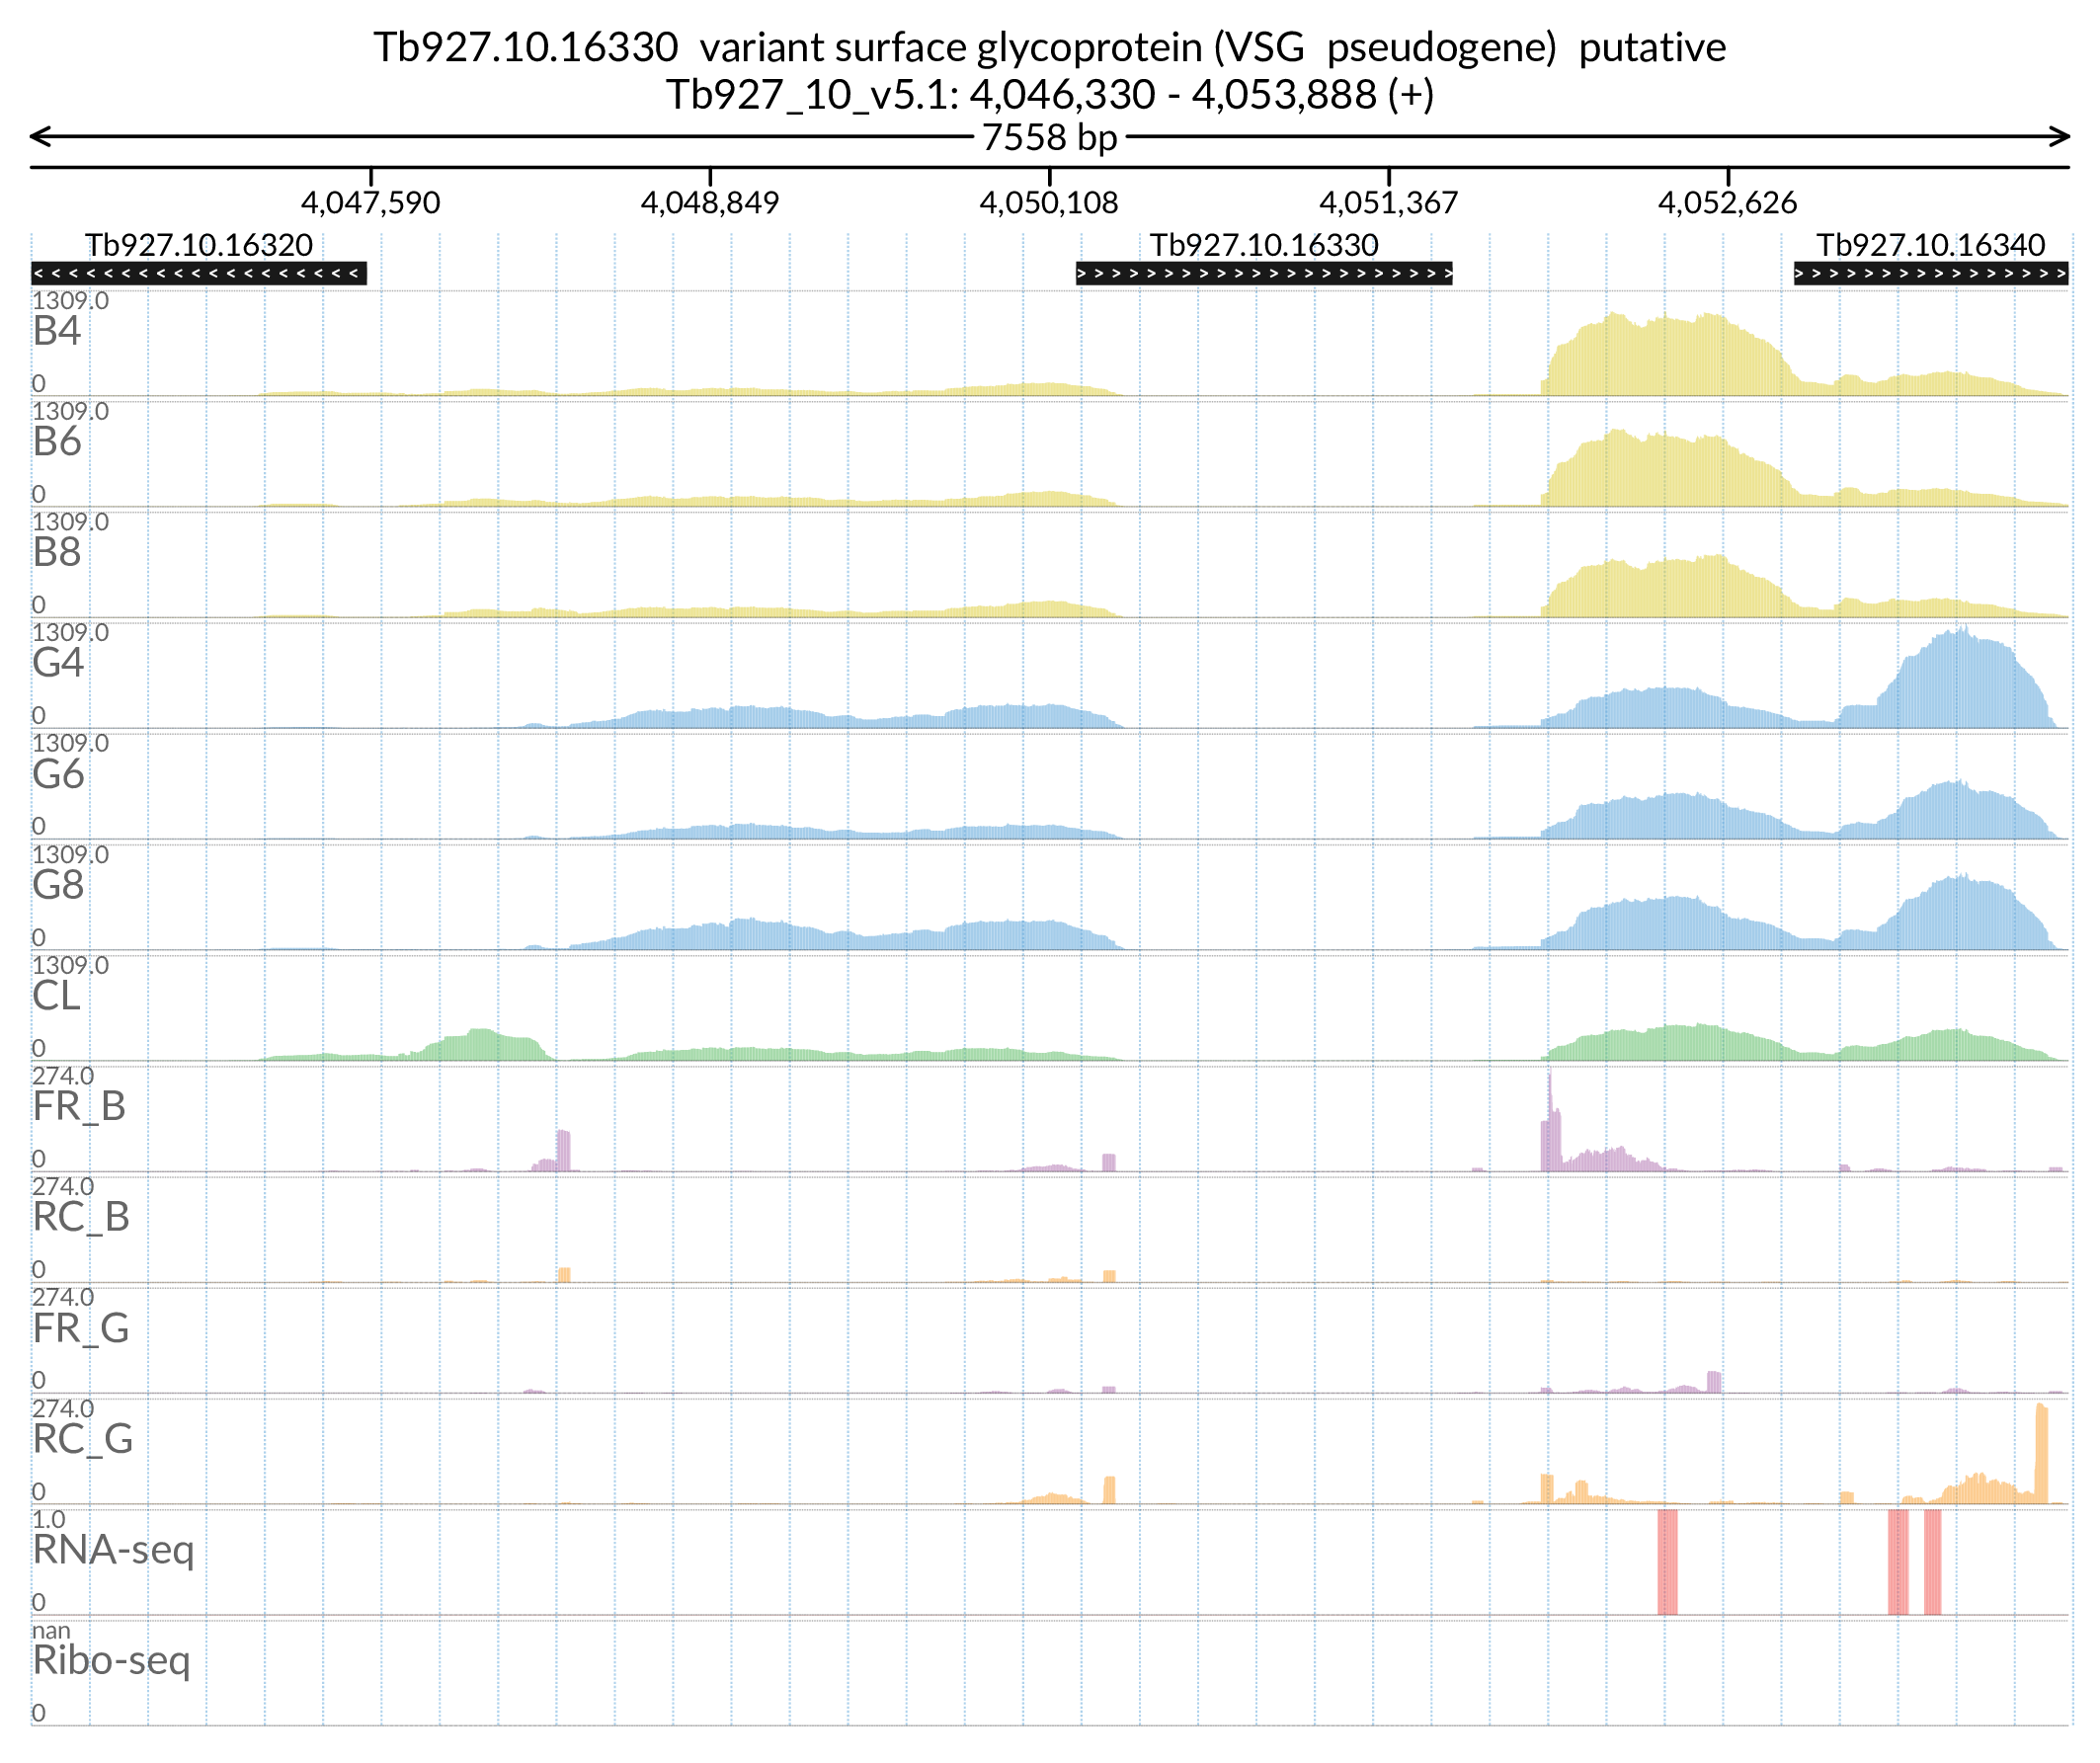 Tb927.10.16330  variant surface glycoprotein (VSG  pseudogene)  putative
Tb927_10_v5.1: 4,046,330 - 4,053,888 (+)
7558 bp
4,047,590 4,048,849 4,050,108 4,051,367 4,052,626
Tb927.10.16320 Tb927.10.16330 Tb927.10.16340
1309.0
B4
0
1309.0
B6
0
1309.0
B8
0
1309.0
G4
0
1309.0
G6
0
1309.0
G8
0
1309.0
CL
0
274.0
FR_B
0
274.0
RC_B
0
274.0
FR_G
0
274.0
RC_G
0
1.0
RNA-seq
0
nan
Ribo-seq
0